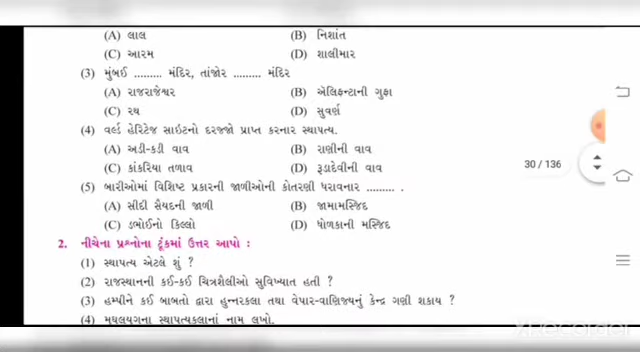 (A) લાલ (B) નિશાંત
(C) આરમ (D) શાલીમાર
(3) મુંબઈ ......... મંદિર, તાંજોર ......... મંદિર
(A) રાજરાજેશ્વર (B) એલિફન્ટાની ગુફા
(C) રથ (D) સુવર્ણ
(4) વર્લ્ડ હેરિટેજ સાઇટનો દરજ્જો પ્રાપ્ત કરનાર સ્થાપત્ય.
(A) અડી-કડી વાવ (B) રાણીની વાવ
(C) કાંકરિયા તળાવ (D) રૂડાદેવીની વાવ
30 / 136
(5) બારીઓમાં વિશિષ્ટ પ્રકારની જાળીઓની કોતરણી ધરાવનાર ......... .
(A) સીદી સૈયદની જાળી (B) જામામસ્જિદ
(C) ડભોઈનો કિલ્લો (D) ધોળકાની મસ્જિદ
2. નીચેના પ્રશ્નોના ટૂંકમાં ઉત્તર આપો :
(1) સ્થાપત્ય એટલે શું ?
(2) રાજસ્થાનની કઈ-કઈ ચિત્રશૈલીઓ સુવિખ્યાત હતી ?
(3) હમ્પીને કઈ બાબતો દ્વારા હુન્નરકલા તથા વેપાર-વાણિજ્યનું કેન્દ્ર ગણી શકાય ?
(4) મધ્યયુગના સ્થાપત્યકલાનાં નામ લખો.
XRecorder